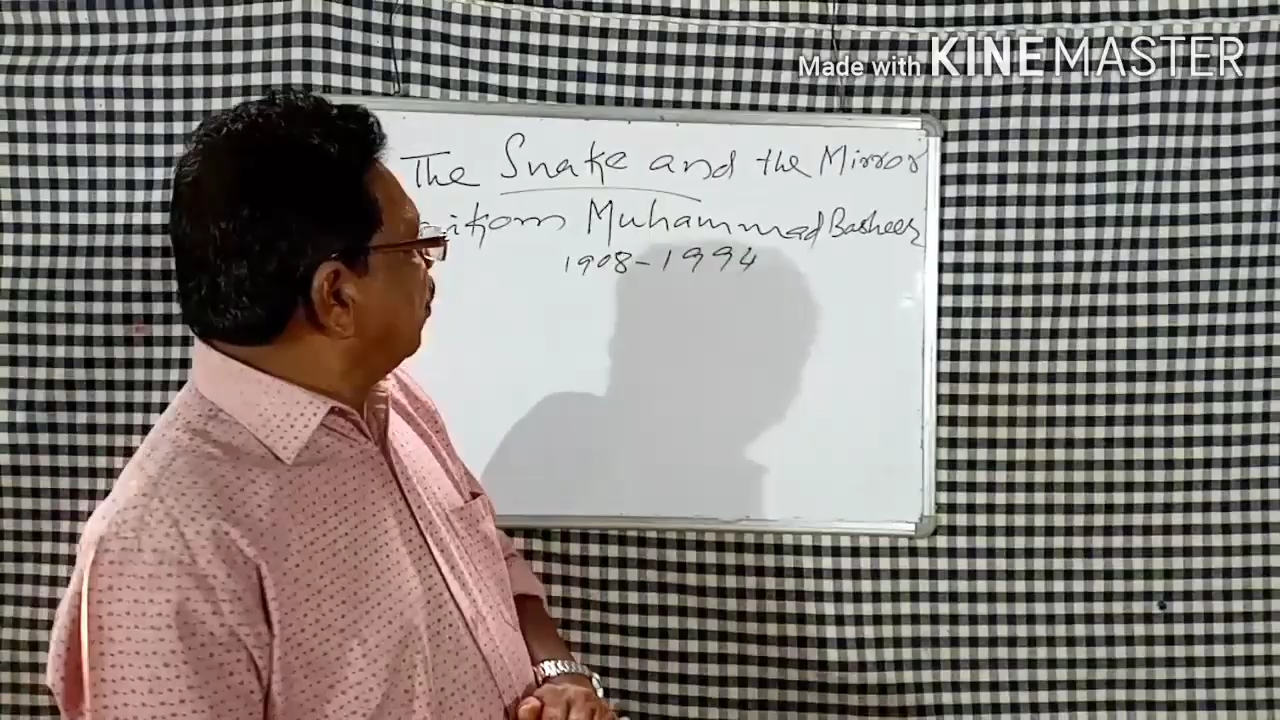 Made with KINEMASTER
The Snake and the Mirror
Muhammad Basheer
1908-1994